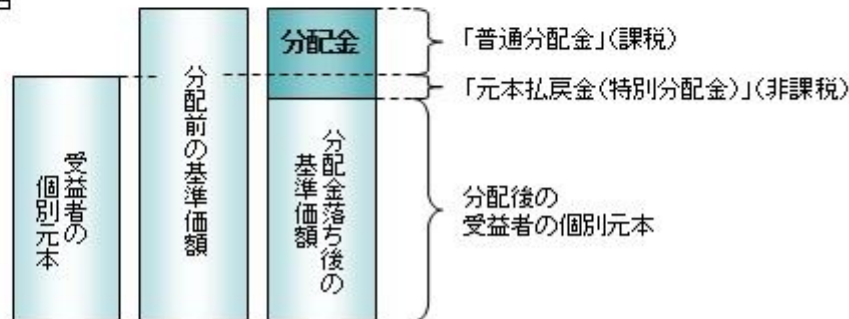 分配金
「普通分配金」(課税)
「元本払戻金(特別分配金)」(非課税)
受益者の
個別元本
分配前の基準価額
分配金落ち後の
基準価額
分配後の
受益者の個別元本